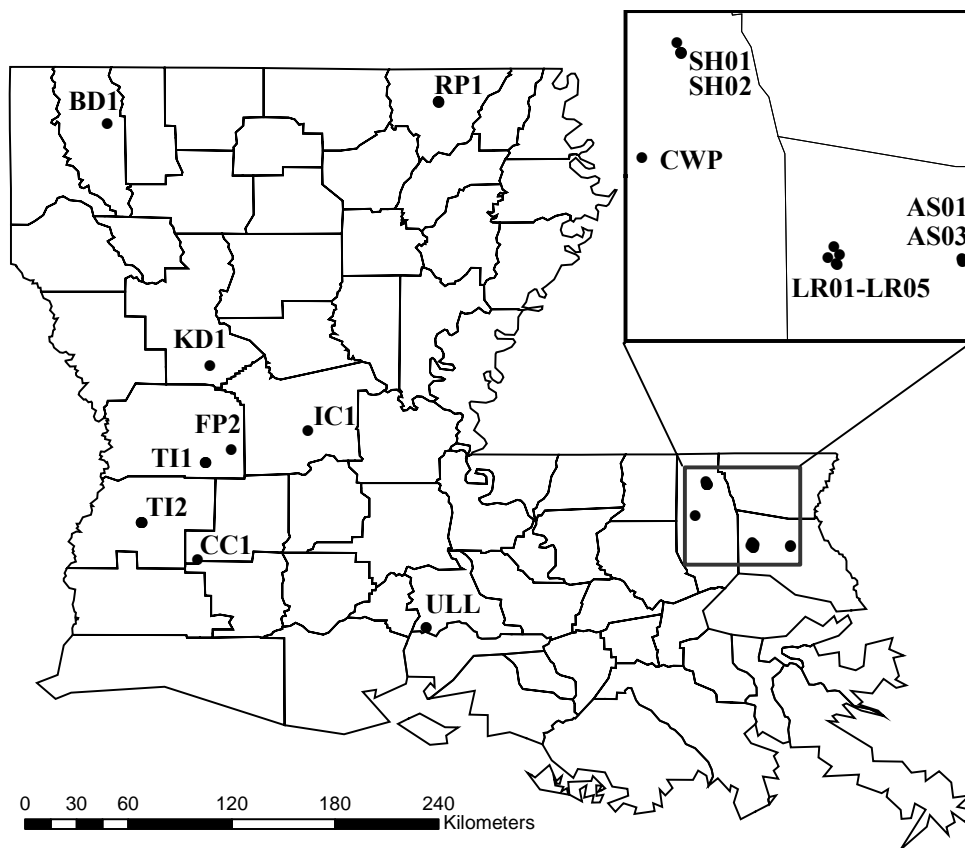 SH01
SH02
RP1
BD1
CWP
AS01
AS03
LR01-LR05
KD1
IC1
FP2
TI1
TI2
CC1
ULL
0 30 60 120 180 240
Kilometers